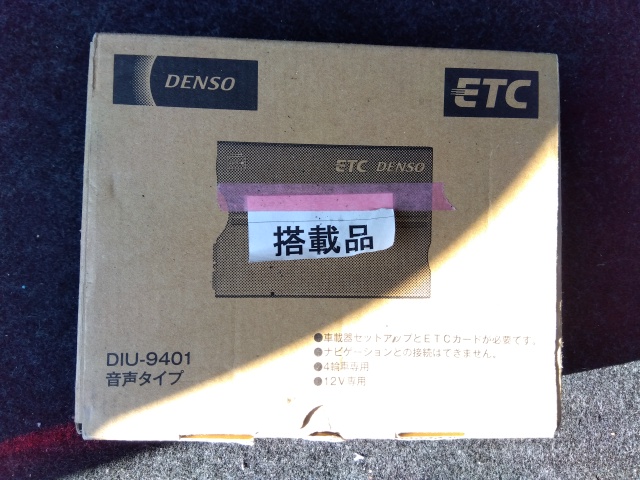 DENSO
ETC
ETC DENSO
搭載品
●車載器セットアップとETCカードが必要です。
●ナビゲーションとの接続はできません。
●4輪車専用
●12V専用
DIU-9401
音声タイプ